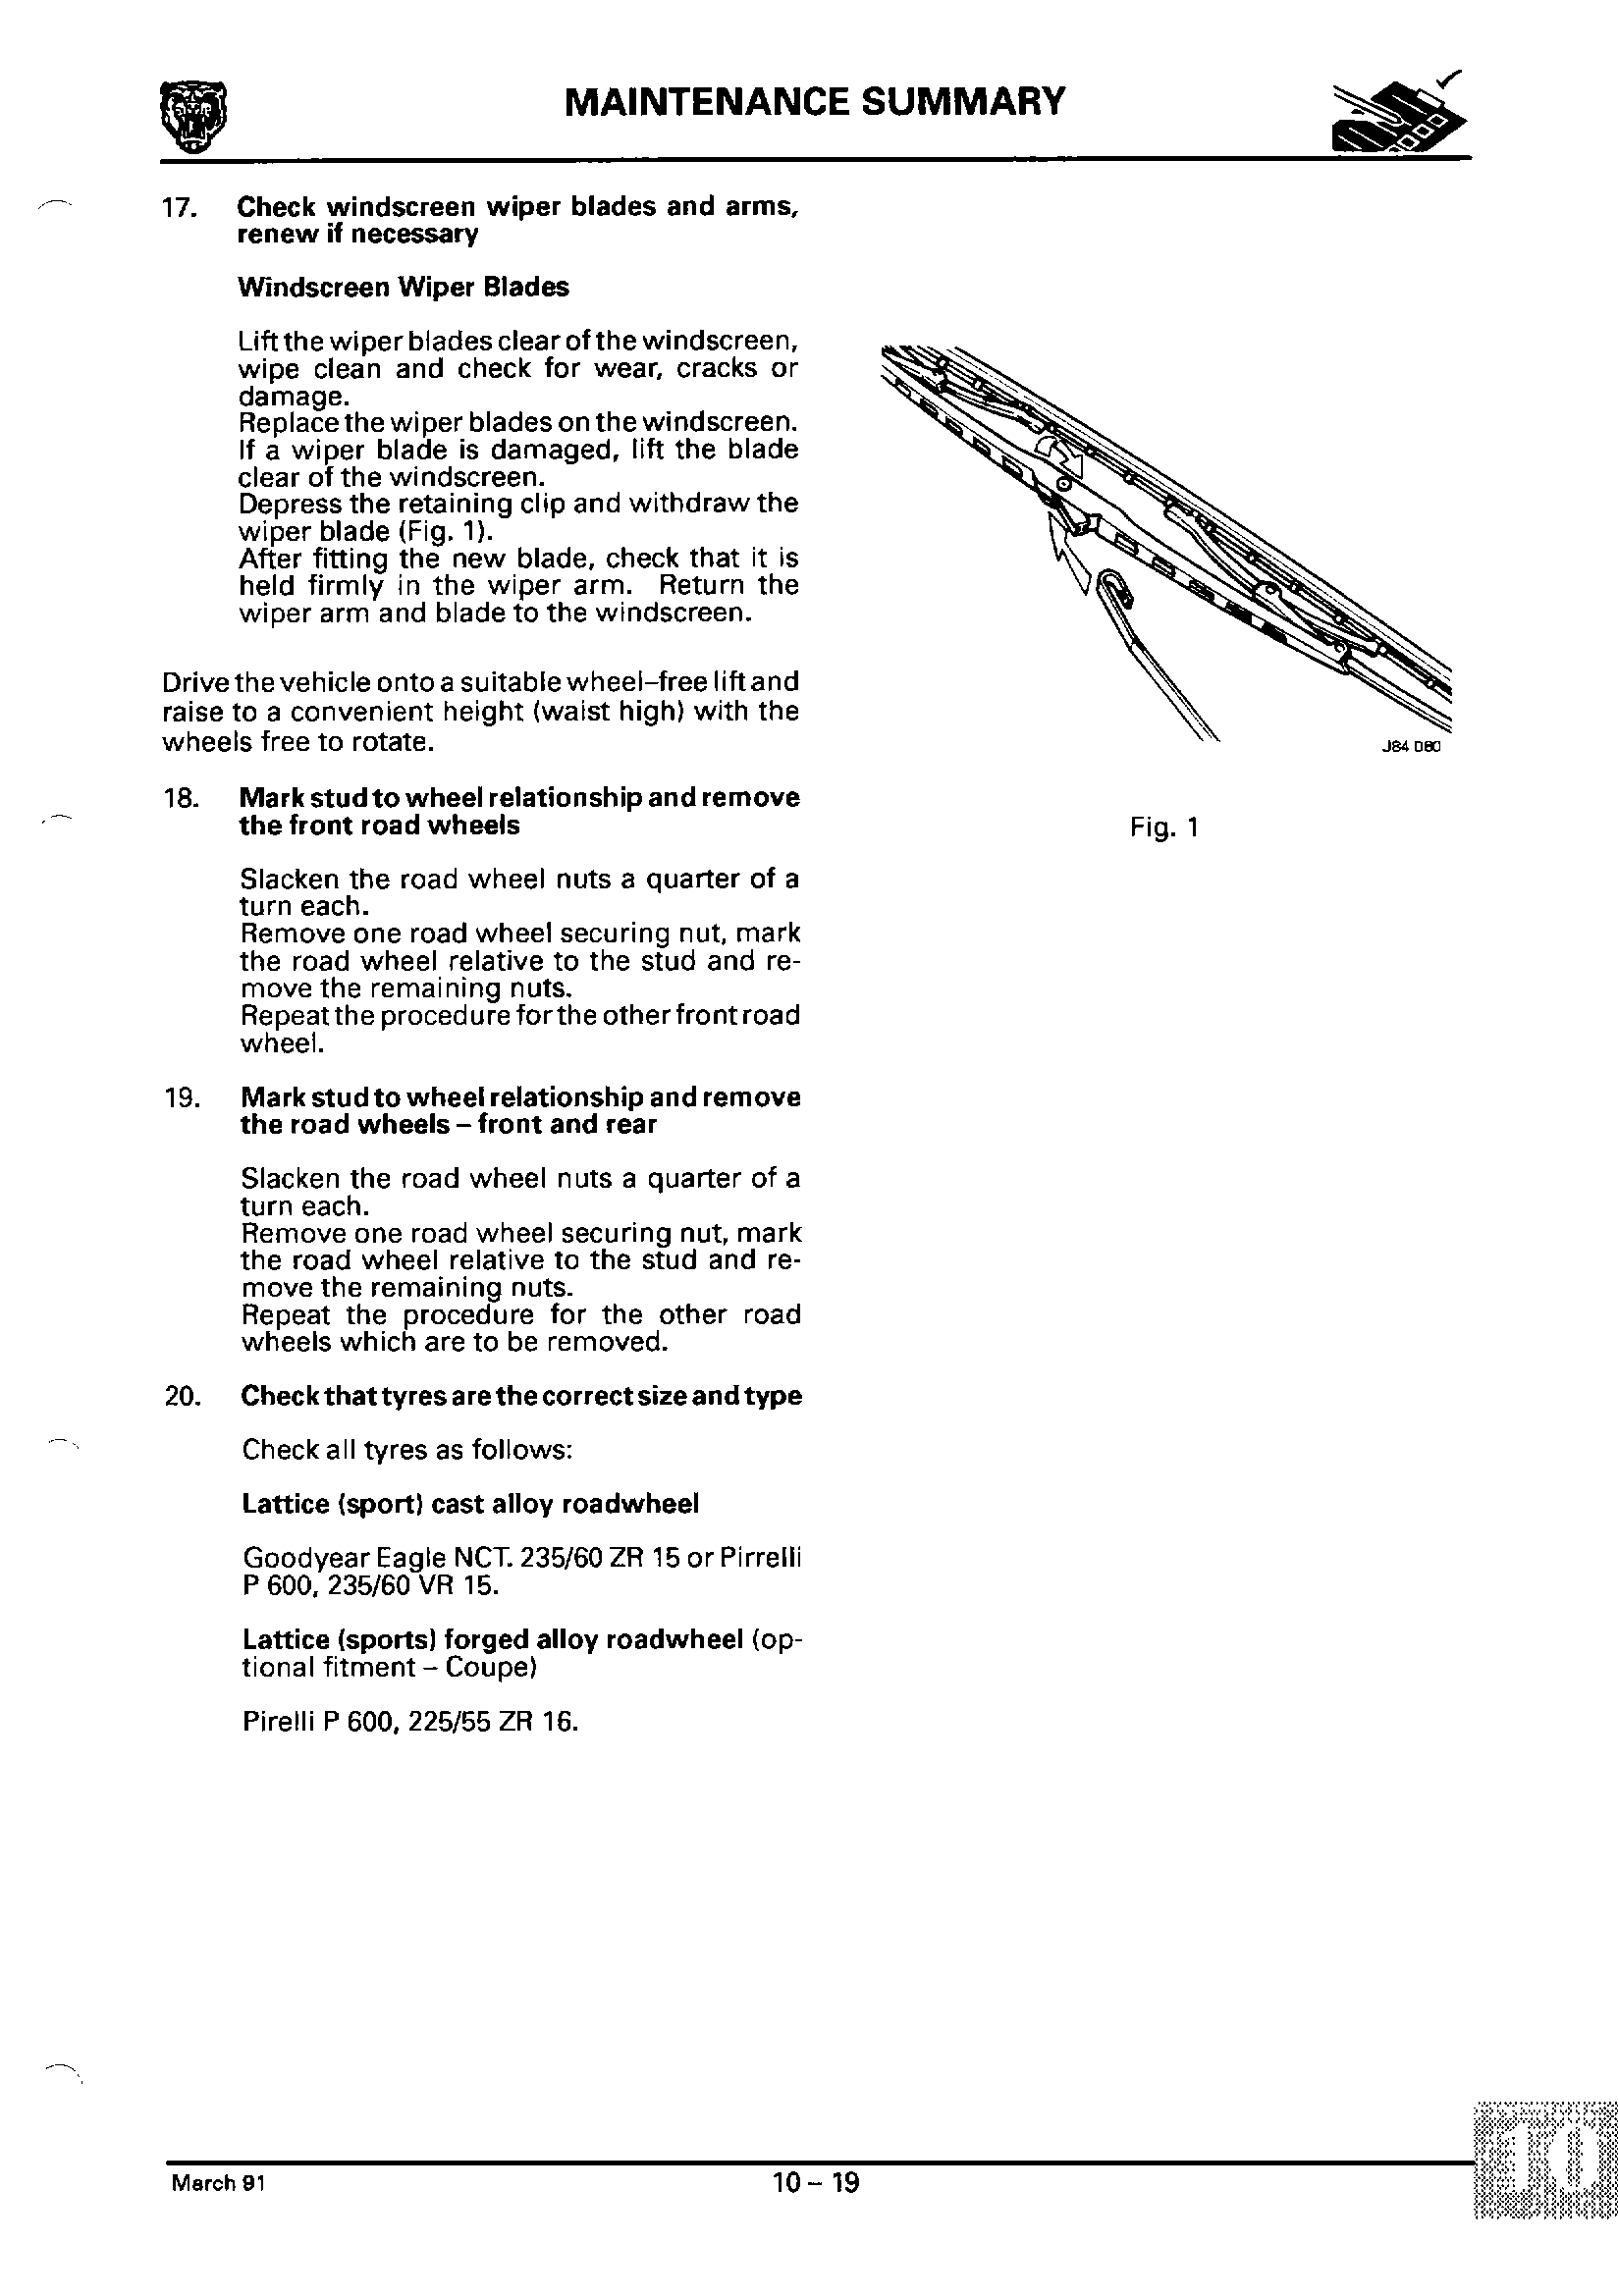 MAINTENANCE SUMMARY
17. Check windscreen wiper blades and arms,
renew if necessary
Windscreen Wiper Blades
Lift the wiper blades clear of the windscreen,
wipe clean and check for wear, cracks or
damage.
Replace the wiper blades on the windscreen.
If a wiper blade is damaged, lift the blade
clear of the windscreen.
Depress the retaining clip and withdraw the
wiper blade (Fig. 1).
After fitting the new blade, check that it is
held firmly in the wiper arm. Return the
wiper arm and blade to the windscreen.
Drive the vehicle onto a suitable wheel–free lift and
raise to a convenient height (waist high) with the
wheels free to rotate.
18. Mark stud to wheel relationship and remove
the front road wheels
Slacken the road wheel nuts a quarter of a
turn each.
Remove one road wheel securing nut, mark
the road wheel relative to the stud and re-
move the remaining nuts.
Repeat the procedure for the other front road
wheel.
19. Mark stud to wheel relationship and remove
the road wheels – front and rear
Slacken the road wheel nuts a quarter of a
turn each.
Remove one road wheel securing nut, mark
the road wheel relative to the stud and re-
move the remaining nuts.
Repeat the procedure for the other road
wheels which are to be removed.
20. Check that tyres are the correct size and type
Check all tyres as follows:
Lattice (sport) cast alloy roadwheel
Goodyear Eagle NCT. 235/60 ZR 15 or Pirrelli
P 600, 235/60 VR 15.
Lattice (sports) forged alloy roadwheel (op-
tional fitment – Coupe)
Pirelli P 600, 225/55 ZR 16.
J84 080
Fig. 1
March 91
10 – 19
10